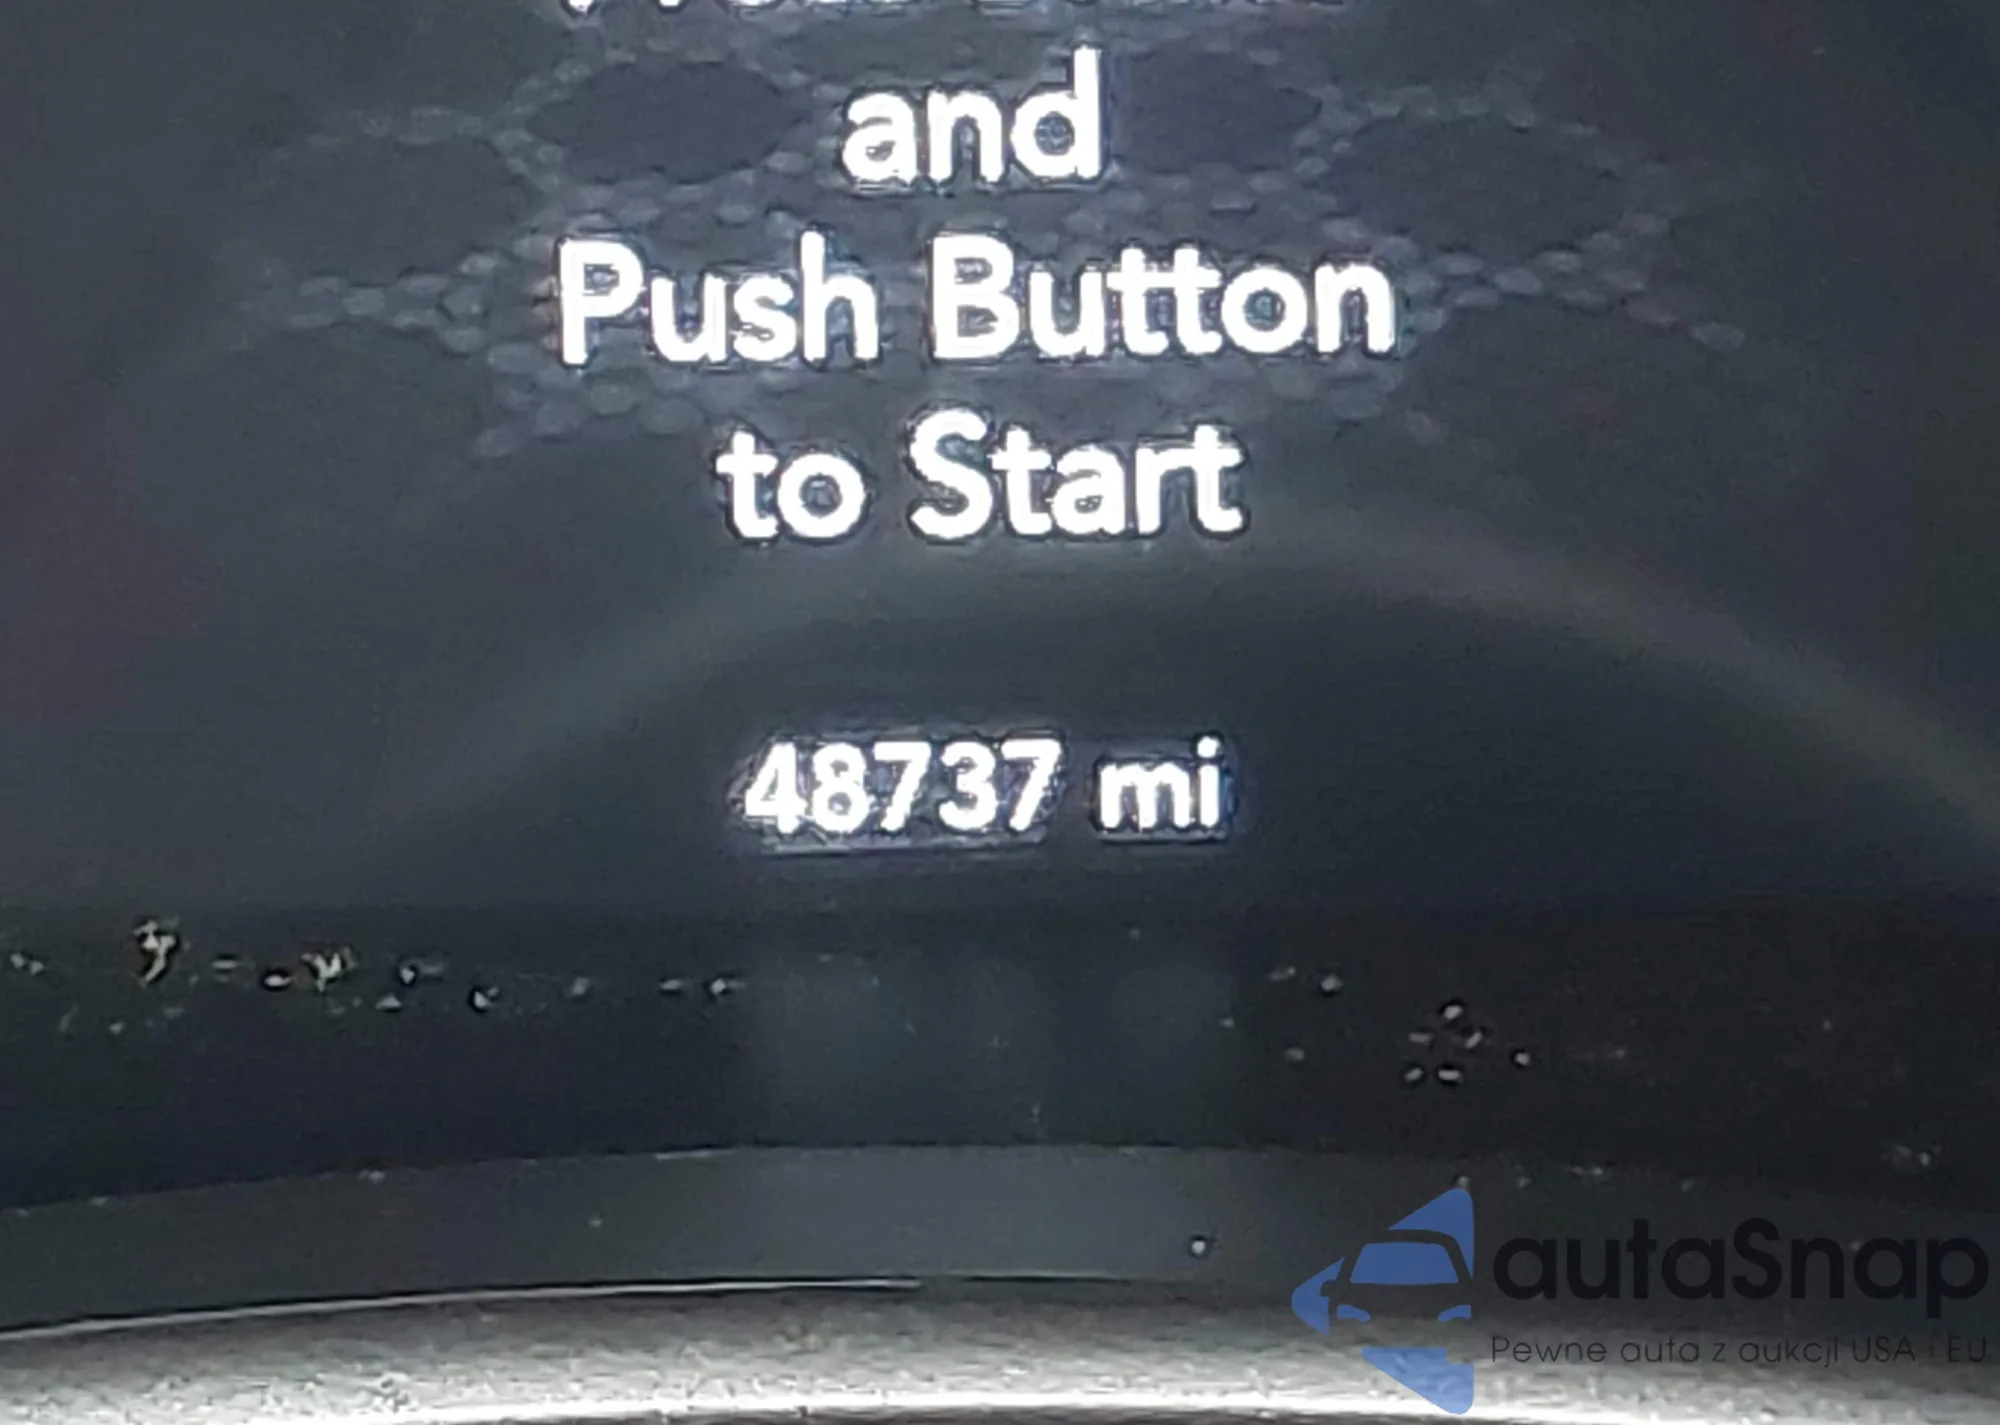 and
Push Button
to Start
48737 mi
autaSnap
Pewne auta z aukcji USA i EU